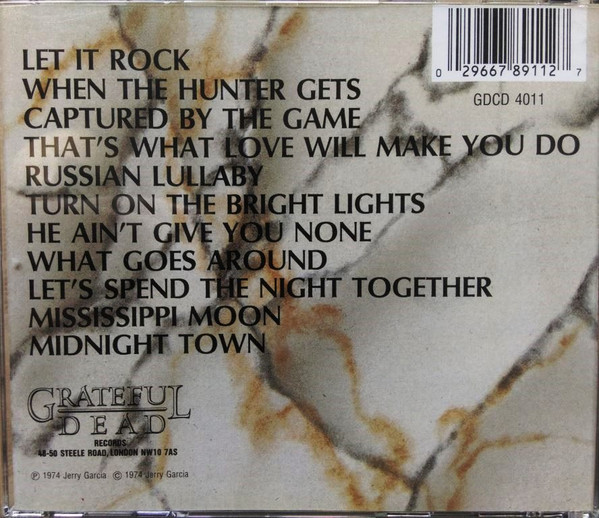 LET IT ROCK
WHEN THE HUNTER GETS
CAPTURED BY THE GAME
THAT'S WHAT LOVE WILL MAKE YOU DO
RUSSIAN LULLABY
TURN ON THE BRIGHT LIGHTS
HE AIN'T GIVE YOU NONE
WHAT GOES AROUND
LET'S SPEND THE NIGHT TOGETHER
MISSISSIPPI MOON
MIDNIGHT TOWN
0 29667 89112 7
GDCD 4011
GRATEFUL
DEAD
RECORDS
48-50 STEELE ROAD, LONDON NW10 7AS
℗ 1974 Jerry Garcia © 1974 Jerry Garcia